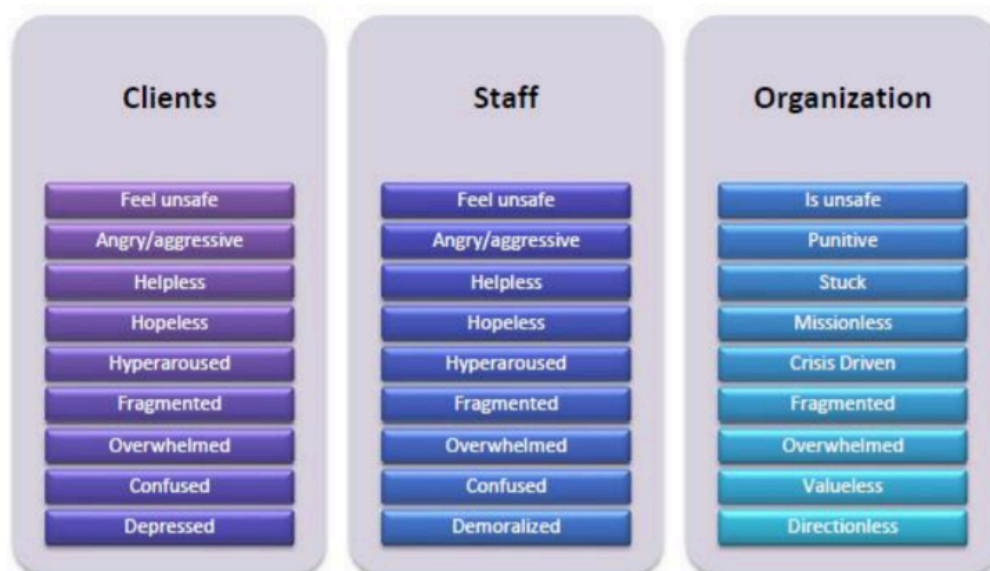 Clients
Feel unsafe
Angry/aggressive
Helpless
Hopeless
Hyperaroused
Fragmented
Overwhelmed
Confused
Depressed
Staff
Feel unsafe
Angry/aggressive
Helpless
Hopeless
Hyperaroused
Fragmented
Overwhelmed
Confused
Demoralized
Organization
Is unsafe
Punitive
Stuck
Missionless
Crisis Driven
Fragmented
Overwhelmed
Valueless
Directionless